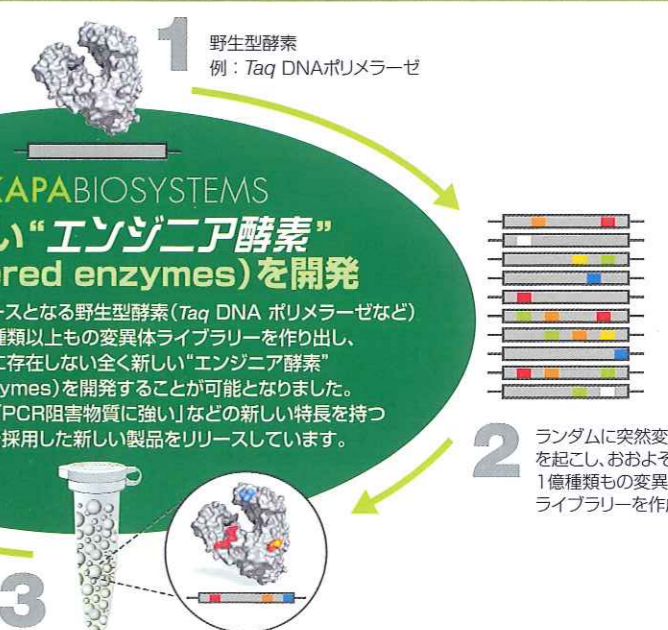 1
野生型酵素
例：Taq DNAポリメラーゼ
KAPABIOSYSTEMS
い“エンジニア酵素”
red enzymes）を開発
ースとなる野生型酵素（Taq DNA ポリメラーゼなど）
種類以上もの変異体ライブラリーを作り出し、
に存在しない全く新しい“エンジニア酵素”
zymes）を開発することが可能となりました。
「PCR阻害物質に強い」などの新しい特長を持つ
採用した新しい製品をリリースしています。
2
ランダムに突然変
を起こし、おおよそ
1億種類もの変異
ライブラリーを作
3